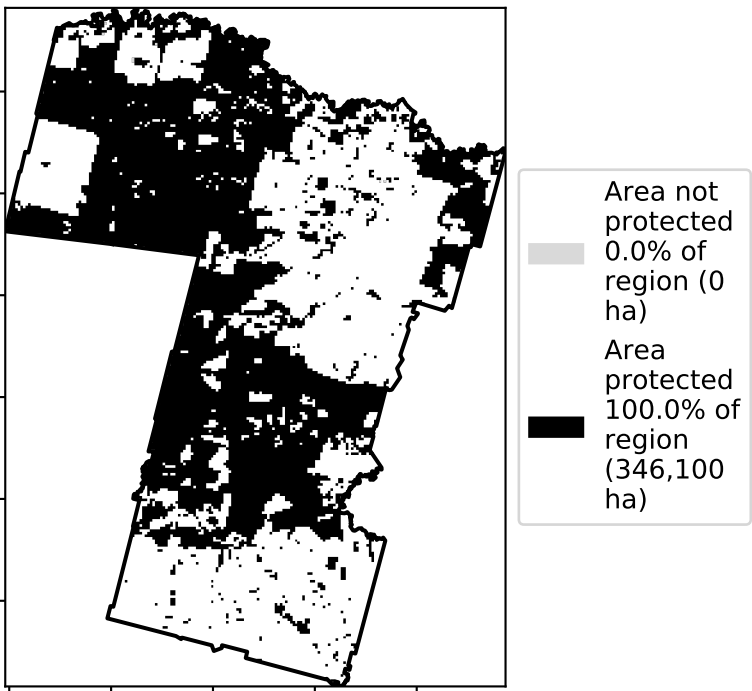 Area not
protected
0.0% of
region (0
ha)
Area
protected
100.0% of
region
(346,100
ha)